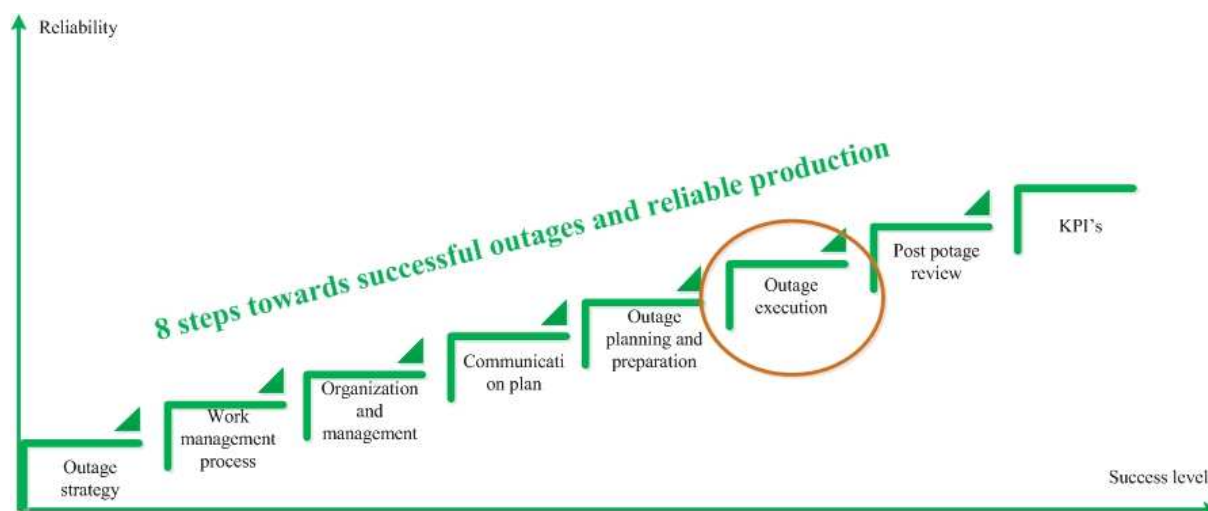 Reliability
8 steps towards successful outages and reliable production
Outage
strategy
Work
management
process
Organization
and
management
Communicati
on plan
Outage
planning and
preparation
Outage
execution
Post potage
review
KPI's
Success level